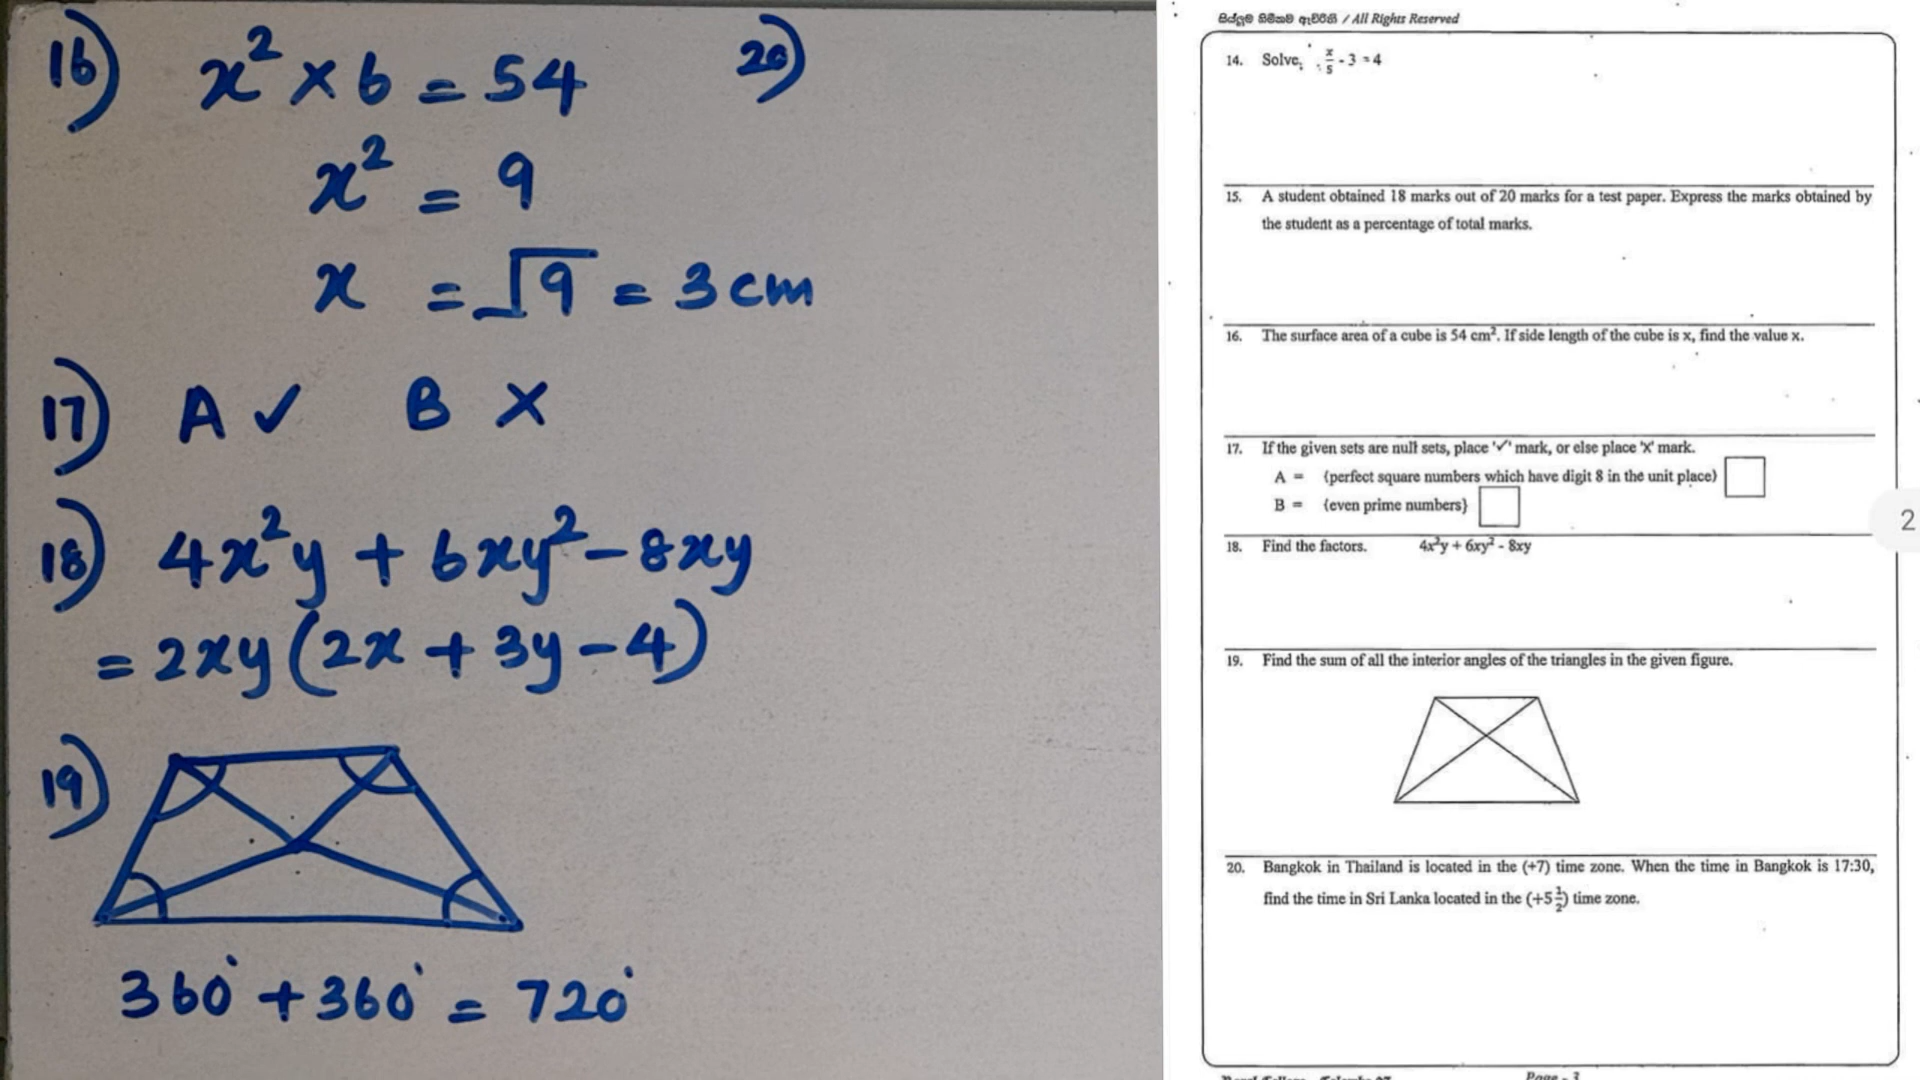 16) x² × 6 = 54
x² = 9
x = √9 = 3 cm
17) A ✓ B ×
18) 4x²y + 6xy² – 8xy
= 2xy (2x + 3y – 4)
19)
360° + 360° = 720°
20)
/ All Rights Reserved
14. Solve, x/5 - 3 = 4
15. A student obtained 18 marks out of 20 marks for a test paper. Express the marks obtained by
the student as a percentage of total marks.
16. The surface area of a cube is 54 cm². If side length of the cube is x, find the value x.
17. If the given sets are null sets, place '✓' mark, or else place 'X' mark.
A = {perfect square numbers which have digit 8 in the unit place}
B = {even prime numbers}
18. Find the factors. 4x²y + 6xy² - 8xy
19. Find the sum of all the interior angles of the triangles in the given figure.
20. Bangkok in Thailand is located in the (+7) time zone. When the time in Bangkok is 17:30,
find the time in Sri Lanka located in the (+5 1/2) time zone.
2
Page - 3